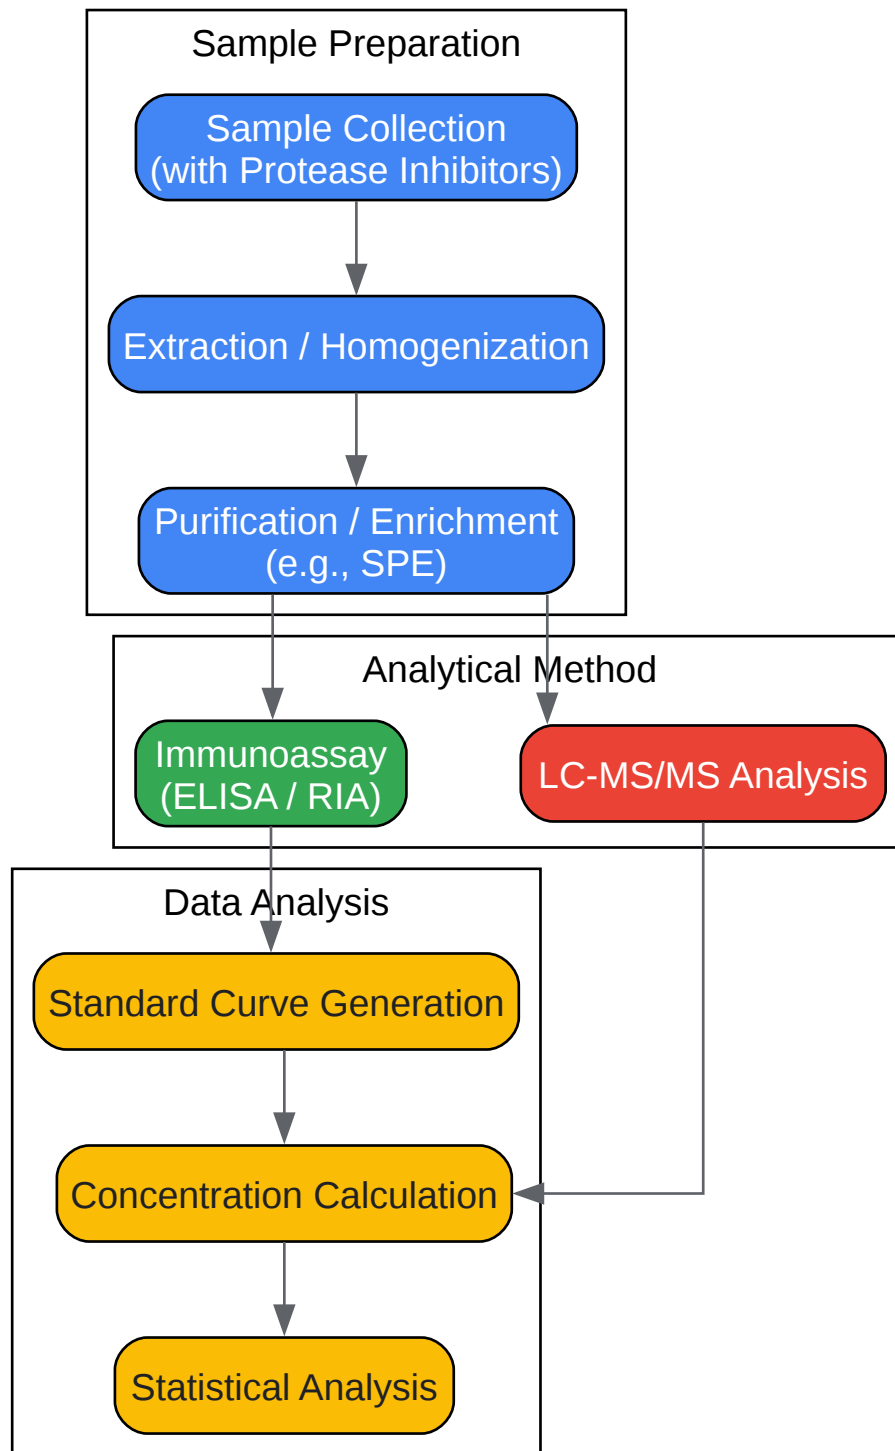 Sample Preparation
Sample Collection
(with Protease Inhibitors)
Extraction / Homogenization
Purification / Enrichment
(e.g., SPE)
Analytical Method
Immunoassay
(ELISA / RIA)
LC-MS/MS Analysis
Data Analysis
Standard Curve Generation
Concentration Calculation
Statistical Analysis